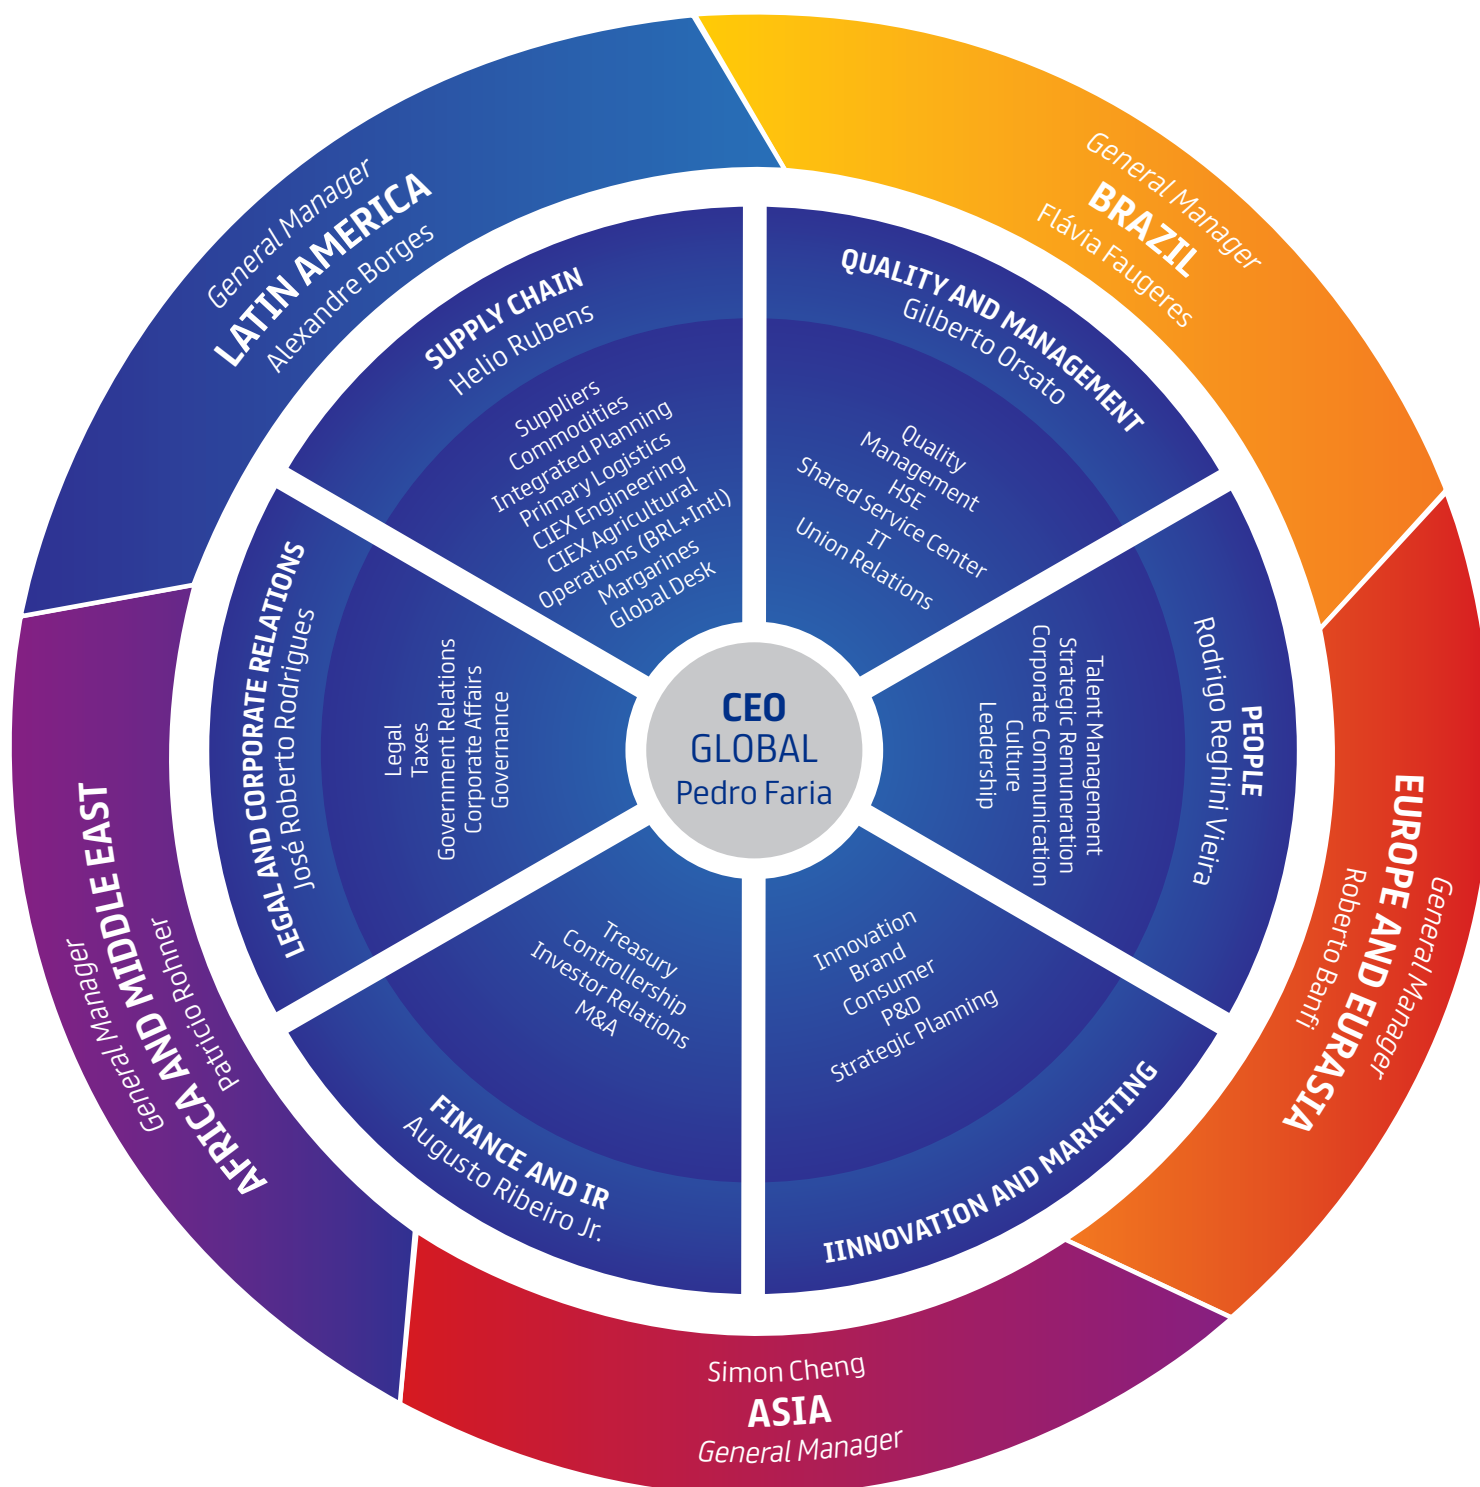 General Manager
LATIN AMERICA
Alexandre Borges
General Manager
BRAZIL
Flávia Faugeres
SUPPLY CHAIN
Helio Rubens
Suppliers
Commodities
Integrated Planning
Primary Logistics
CIEX Engineering
CIEX Agricultural
Operations (BRL+Intl)
Margarines
Global Desk
QUALITY AND MANAGEMENT
Gilberto Orsato
Quality
Management
HSE
Shared Service Center
IT
Union Relations
LEGAL AND CORPORATE RELATIONS
José Roberto Rodrigues
Legal
Taxes
Government Relations
Corporate Affairs
Governance
CEO
GLOBAL
Pedro Faria
PEOPLE
Rodrigo Reghini Vieira
Talent Management
Strategic Remuneration
Corporate Communication
Culture
Leadership
General Manager
EUROPE AND EURASIA
Roberto Banfi
Patricio Rohner
AFRICA AND MIDDLE EAST
General Manager
Treasury
Controllership
Investor Relations
M&A
FINANCE AND IR
Augusto Ribeiro Jr.
Innovation
Brand
Consumer
P&D
Strategic Planning
IINNOVATION AND MARKETING
Simon Cheng
ASIA
General Manager